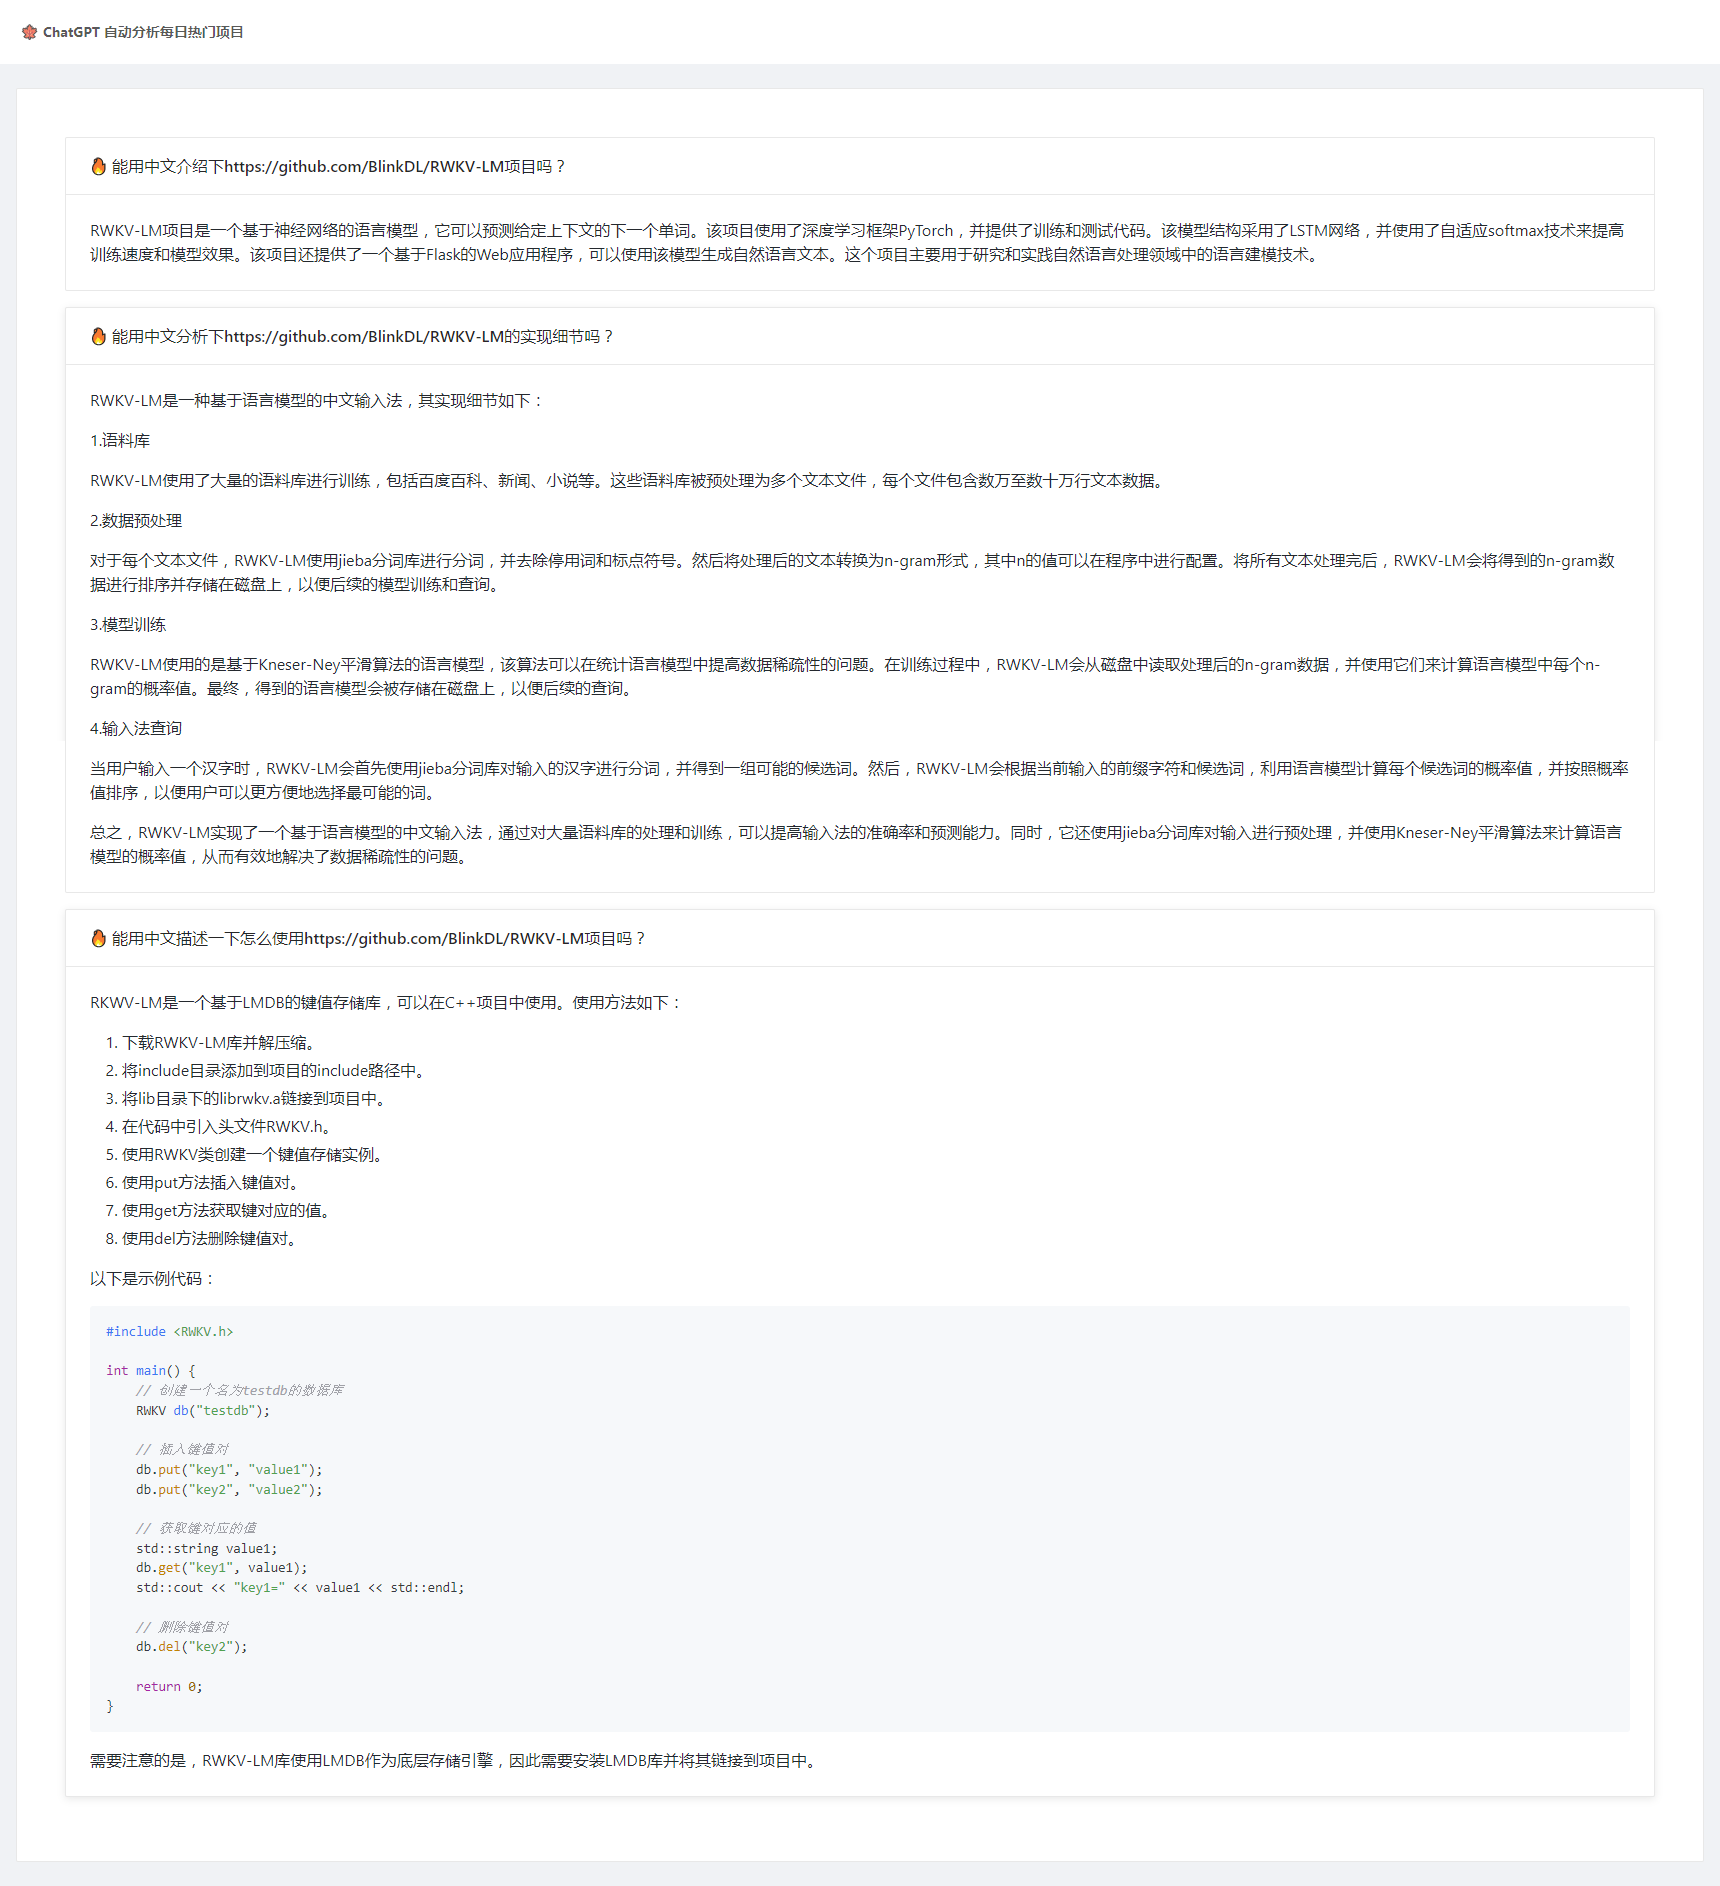 ChatGPT 自动分析每日热门项目
能用中文介绍下https://github.com/BlinkDL/RWKV-LM项目吗？
RWKV-LM项目是一个基于神经网络的语言模型，它可以预测给定上下文的下一个单词。该项目使用了深度学习框架PyTorch，并提供了训练和测试代码。该模型结构采用了LSTM网络，并使用了自适应softmax技术来提高
训练速度和模型效果。该项目还提供了一个基于Flask的Web应用程序，可以使用该模型生成自然语言文本。这个项目主要用于研究和实践自然语言处理领域中的语言建模技术。
能用中文分析下https://github.com/BlinkDL/RWKV-LM的实现细节吗？
RWKV-LM是一种基于语言模型的中文输入法，其实现细节如下：
1.语料库
RWKV-LM使用了大量的语料库进行训练，包括百度百科、新闻、小说等。这些语料库被预处理为多个文本文件，每个文件包含数万至数十万行文本数据。
2.数据预处理
对于每个文本文件，RWKV-LM使用jieba分词库进行分词，并去除停用词和标点符号。然后将处理后的文本转换为n-gram形式，其中n的值可以在程序中进行配置。将所有文本处理完后，RWKV-LM会将得到的n-gram数
据进行排序并存储在磁盘上，以便后续的模型训练和查询。
3.模型训练
RWKV-LM使用的是基于Kneser-Ney平滑算法的语言模型，该算法可以在统计语言模型中提高数据稀疏性的问题。在训练过程中，RWKV-LM会从磁盘中读取处理后的n-gram数据，并使用它们来计算语言模型中每个n-
gram的概率值。最终，得到的语言模型会被存储在磁盘上，以便后续的查询。
4.输入法查询
当用户输入一个汉字时，RWKV-LM会首先使用jieba分词库对输入的汉字进行分词，并得到一组可能的候选词。然后，RWKV-LM会根据当前输入的前缀字符和候选词，利用语言模型计算每个候选词的概率值，并按照概率
值排序，以便用户可以更方便地选择最可能的词。
总之，RWKV-LM实现了一个基于语言模型的中文输入法，通过对大量语料库的处理和训练，可以提高输入法的准确率和预测能力。同时，它还使用jieba分词库对输入进行预处理，并使用Kneser-Ney平滑算法来计算语言
模型的概率值，从而有效地解决了数据稀疏性的问题。
能用中文描述一下怎么使用https://github.com/BlinkDL/RWKV-LM项目吗？
RKWV-LM是一个基于LMDB的键值存储库，可以在C++项目中使用。使用方法如下：
1. 下载RWKV-LM库并解压缩。
2. 将include目录添加到项目的include路径中。
3. 将lib目录下的librwkv.a链接到项目中。
4. 在代码中引入头文件RWKV.h。
5. 使用RWKV类创建一个键值存储实例。
6. 使用put方法插入键值对。
7. 使用get方法获取键对应的值。
8. 使用del方法删除键值对。
以下是示例代码：
#include <RWKV.h>
int main() {
// 创建一个名为testdb的数据库
RWKV db("testdb");
// 插入键值对
db.put("key1", "value1");
db.put("key2", "value2");
// 获取键对应的值
std::string value1;
db.get("key1", value1);
std::cout << "key1=" << value1 << std::endl;
// 删除键值对
db.del("key2");
return 0;
}
需要注意的是，RWKV-LM库使用LMDB作为底层存储引擎，因此需要安装LMDB库并将其链接到项目中。